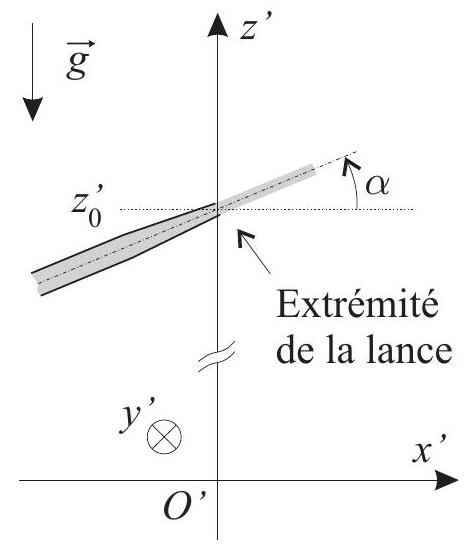 z'
g
z'0
α
Extrémité
de la lance
y'
x'
O'